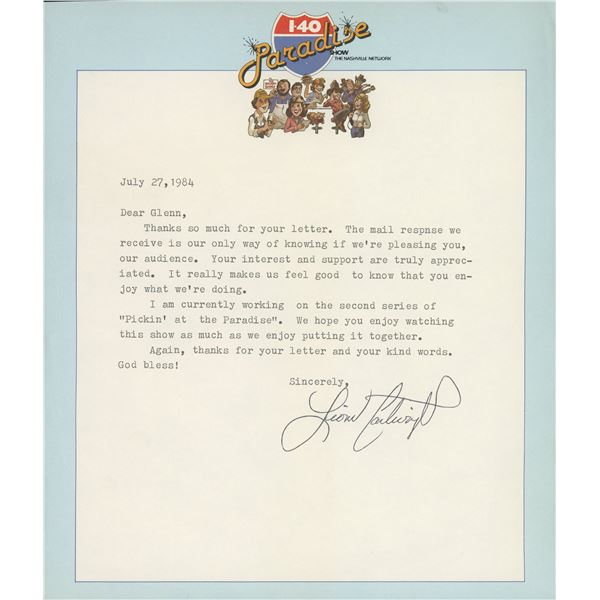 I-40
Paradise
SHOW
THE NASHVILLE NETWORK
July 27, 1984
Dear Glenn,
Thanks so much for your letter. The mail respnse we
receive is our only way of knowing if we're pleasing you,
our audience. Your interest and support are truly apprec-
iated. It really makes us feel good to know that you en-
joy what we're doing.
I am currently working on the second series of
"Pickin' at the Paradise". We hope you enjoy watching
this show as much as we enjoy putting it together.
Again, thanks for your letter and your kind words.
God bless!
Sincerely,
Lionel Cartwright